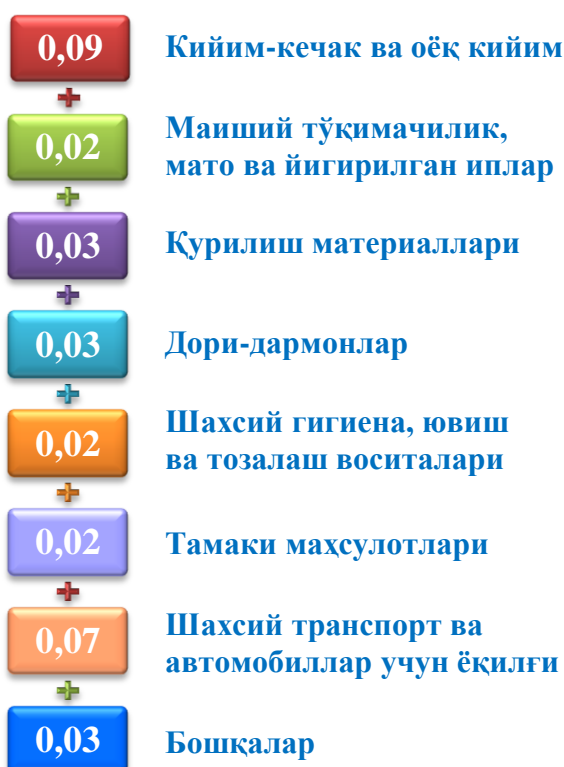 0,09 Кийим-кечак ва оёқ кийим
0,02 Маиший тўқимачилик,
мато ва йигирилган иплар
0,03 Қурилиш материаллари
0,03 Дори-дармонлар
0,02 Шахсий гигиена, ювиш
ва тозалаш воситалари
0,02 Тамаки маҳсулотлари
0,07 Шахсий транспорт ва
автомобиллар учун ёқилғи
0,03 Бошқалар